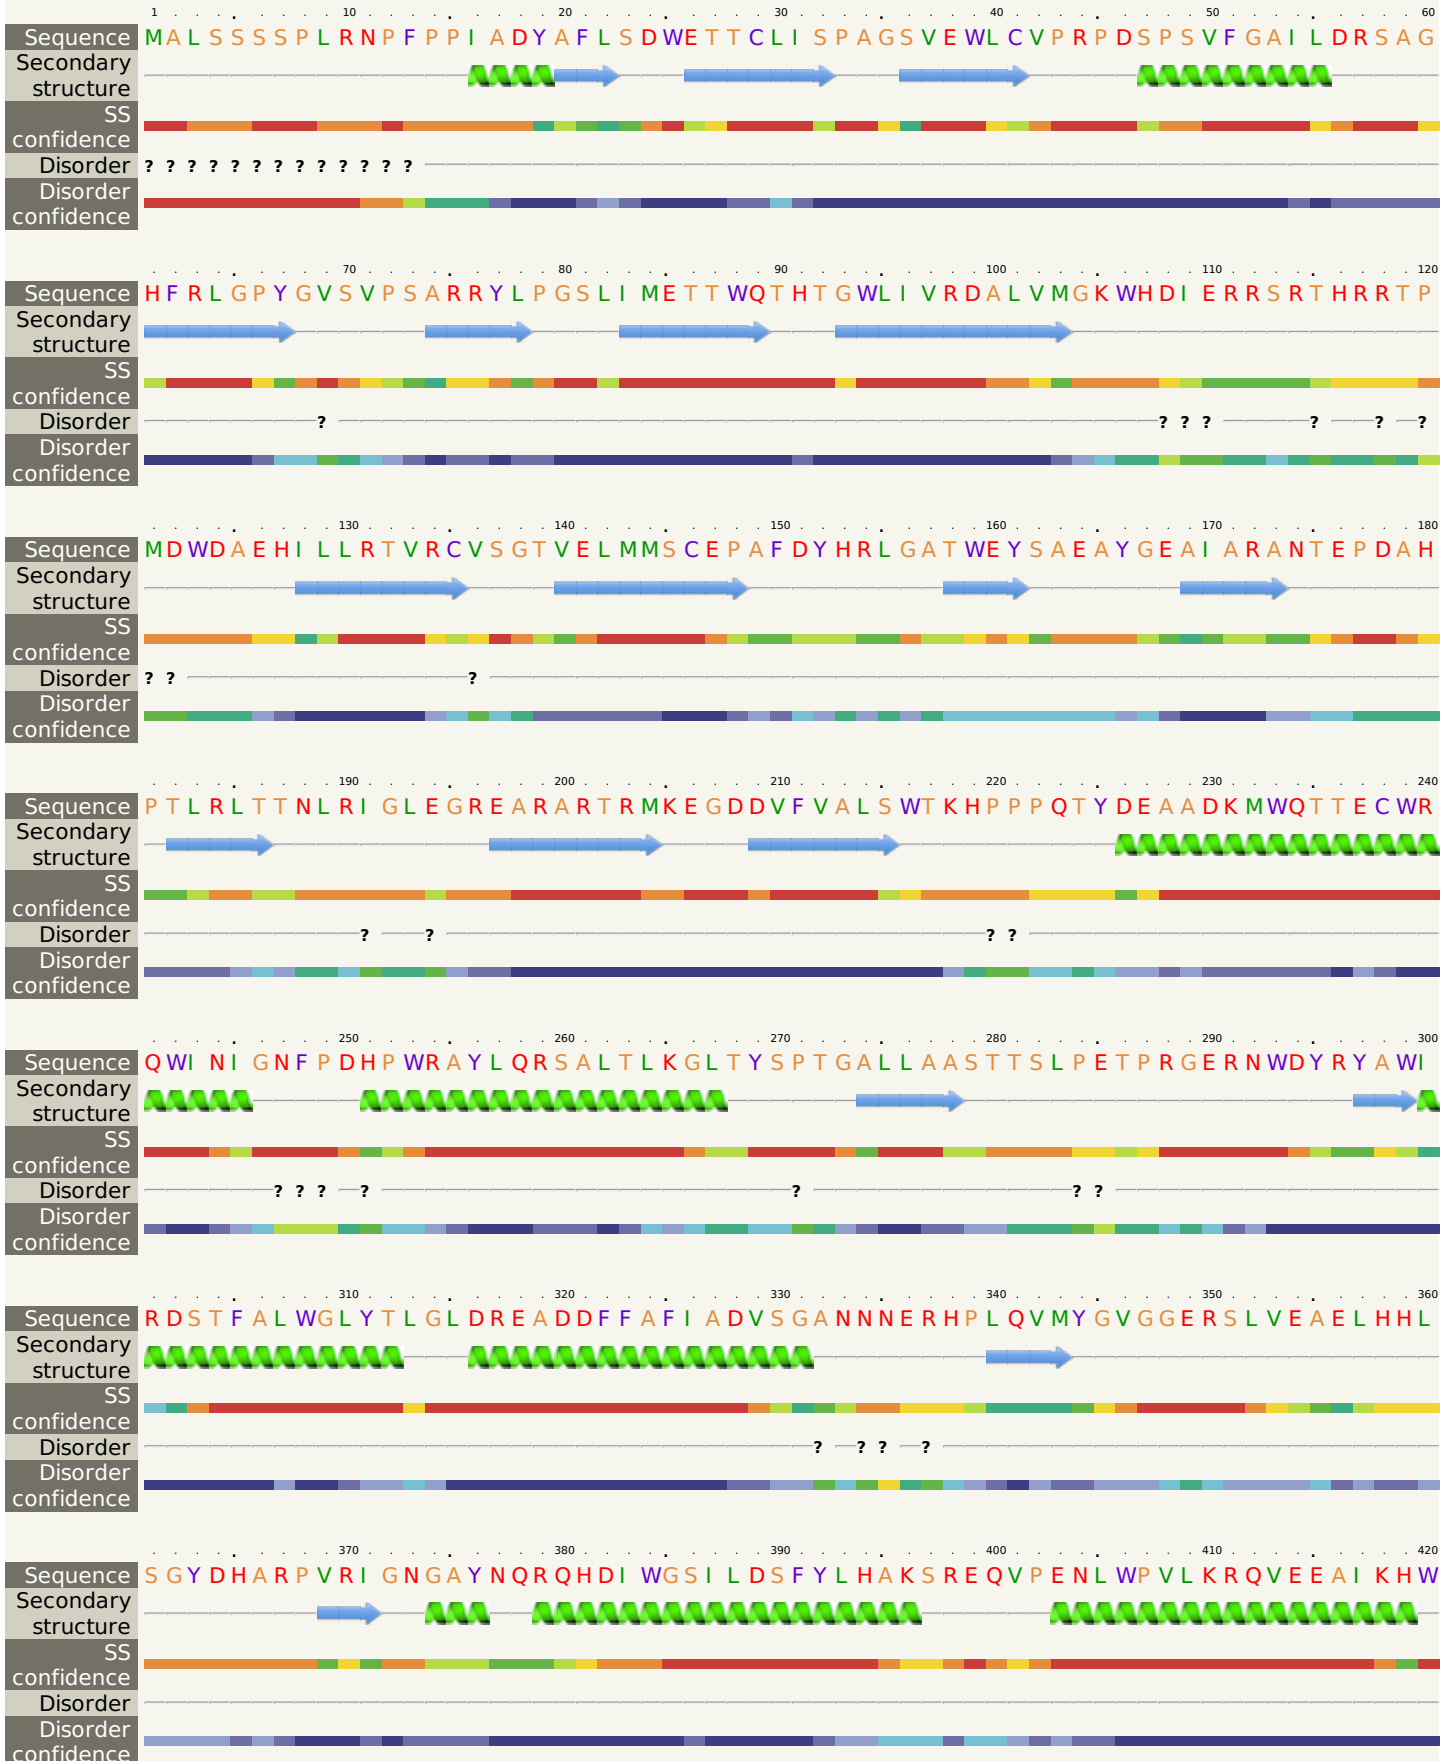 1 10 20 30 40 50 60
Sequence MALSSSSPLRNPFPPIADYAFLSDWETTCLISPAGSVEWLCVPRPDSPSVFGAILDRSAG
Secondary
structure
SS
confidence
Disorder ? ? ? ? ? ? ? ? ? ? ? ? ?
Disorder
confidence
70 80 90 100 110 120
Sequence HFRLGPYGVSVPSARRYLPGSLIMETTWQTHTGWLIVRDALVMGKWHDIERRSRTHRRTP
Secondary
structure
SS
confidence
Disorder ? ? ? ? ? ? ?
Disorder
confidence
130 140 150 160 170 180
Sequence MDWDAEHILLRTVRCVSGTVELMMSCEPAFDYHRLGATWEYSAEAYGEAIARANTEPDAH
Secondary
structure
SS
confidence
Disorder ? ? ?
Disorder
confidence
190 200 210 220 230 240
Sequence PTLRLTTNLRIGLEGREARARTRMKEGDDVFVALSWTKHPPPQTYDEAADKMWQTTECWR
Secondary
structure
SS
confidence
Disorder ? ? ? ?
Disorder
confidence
250 260 270 280 290 300
Sequence QWINIGNFPDHPWRAYLQRSALTLKGLTYSPTGALLAASTTSLPETPRGERNWDYRYAWI
Secondary
structure
SS
confidence
Disorder ? ? ? ? ? ? ?
Disorder
confidence
310 320 330 340 350 360
Sequence RDSTFALWGLYTLGLDREADDFFAFIADVSGANNNERHPLQVMYGVGGERSLVEAELHHL
Secondary
structure
SS
confidence
Disorder ? ? ? ?
Disorder
confidence
370 380 390 400 410 420
Sequence SGYDHARPVRIGNGAYNQRQHDIWGSILDSFYLHAKSREQVPENLWPVLKRQVEEAIKHW
Secondary
structure
SS
confidence
Disorder
Disorder
confidence